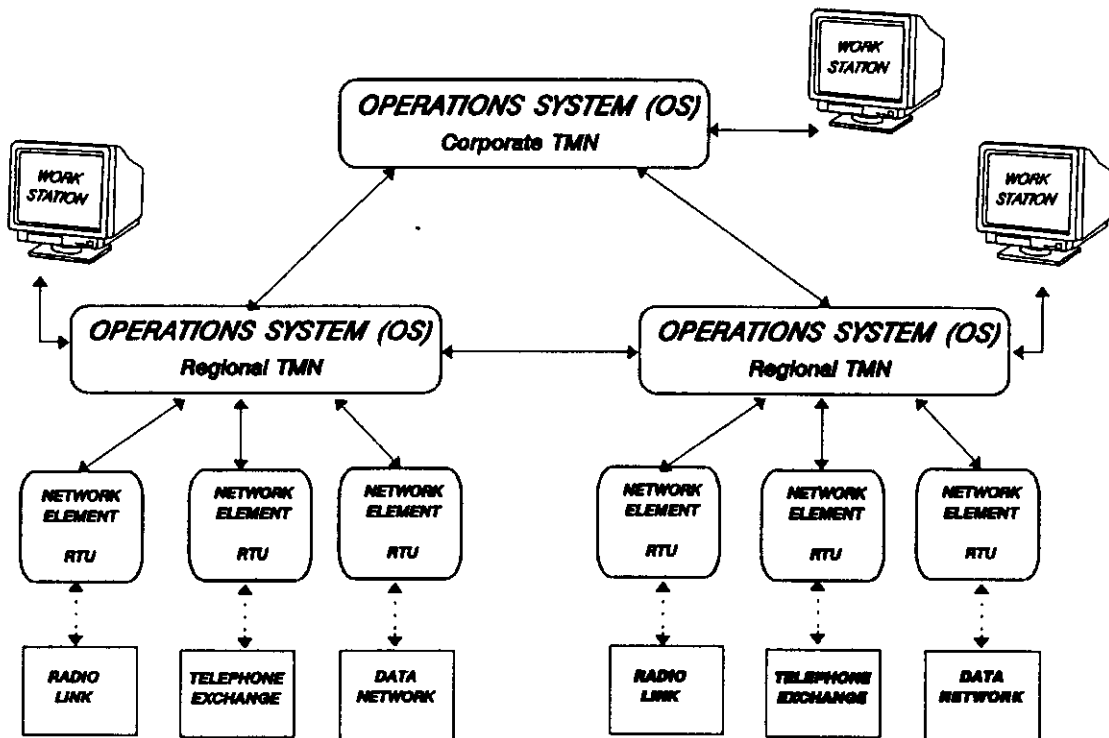 WORK
STATION
OPERATIONS SYSTEM (OS)
Corporate TMN
WORK
STATION
WORK
STATION
OPERATIONS SYSTEM (OS)
Regional TMN
OPERATIONS SYSTEM (OS)
Regional TMN
NETWORK
ELEMENT
RTU
NETWORK
ELEMENT
RTU
NETWORK
ELEMENT
RTU
NETWORK
ELEMENT
RTU
NETWORK
ELEMENT
RTU
NETWORK
ELEMENT
RTU
RADIO
LINK
TELEPHONE
EXCHANGE
DATA
NETWORK
RADIO
LINK
TELEPHONE
EXCHANGE
DATA
NETWORK